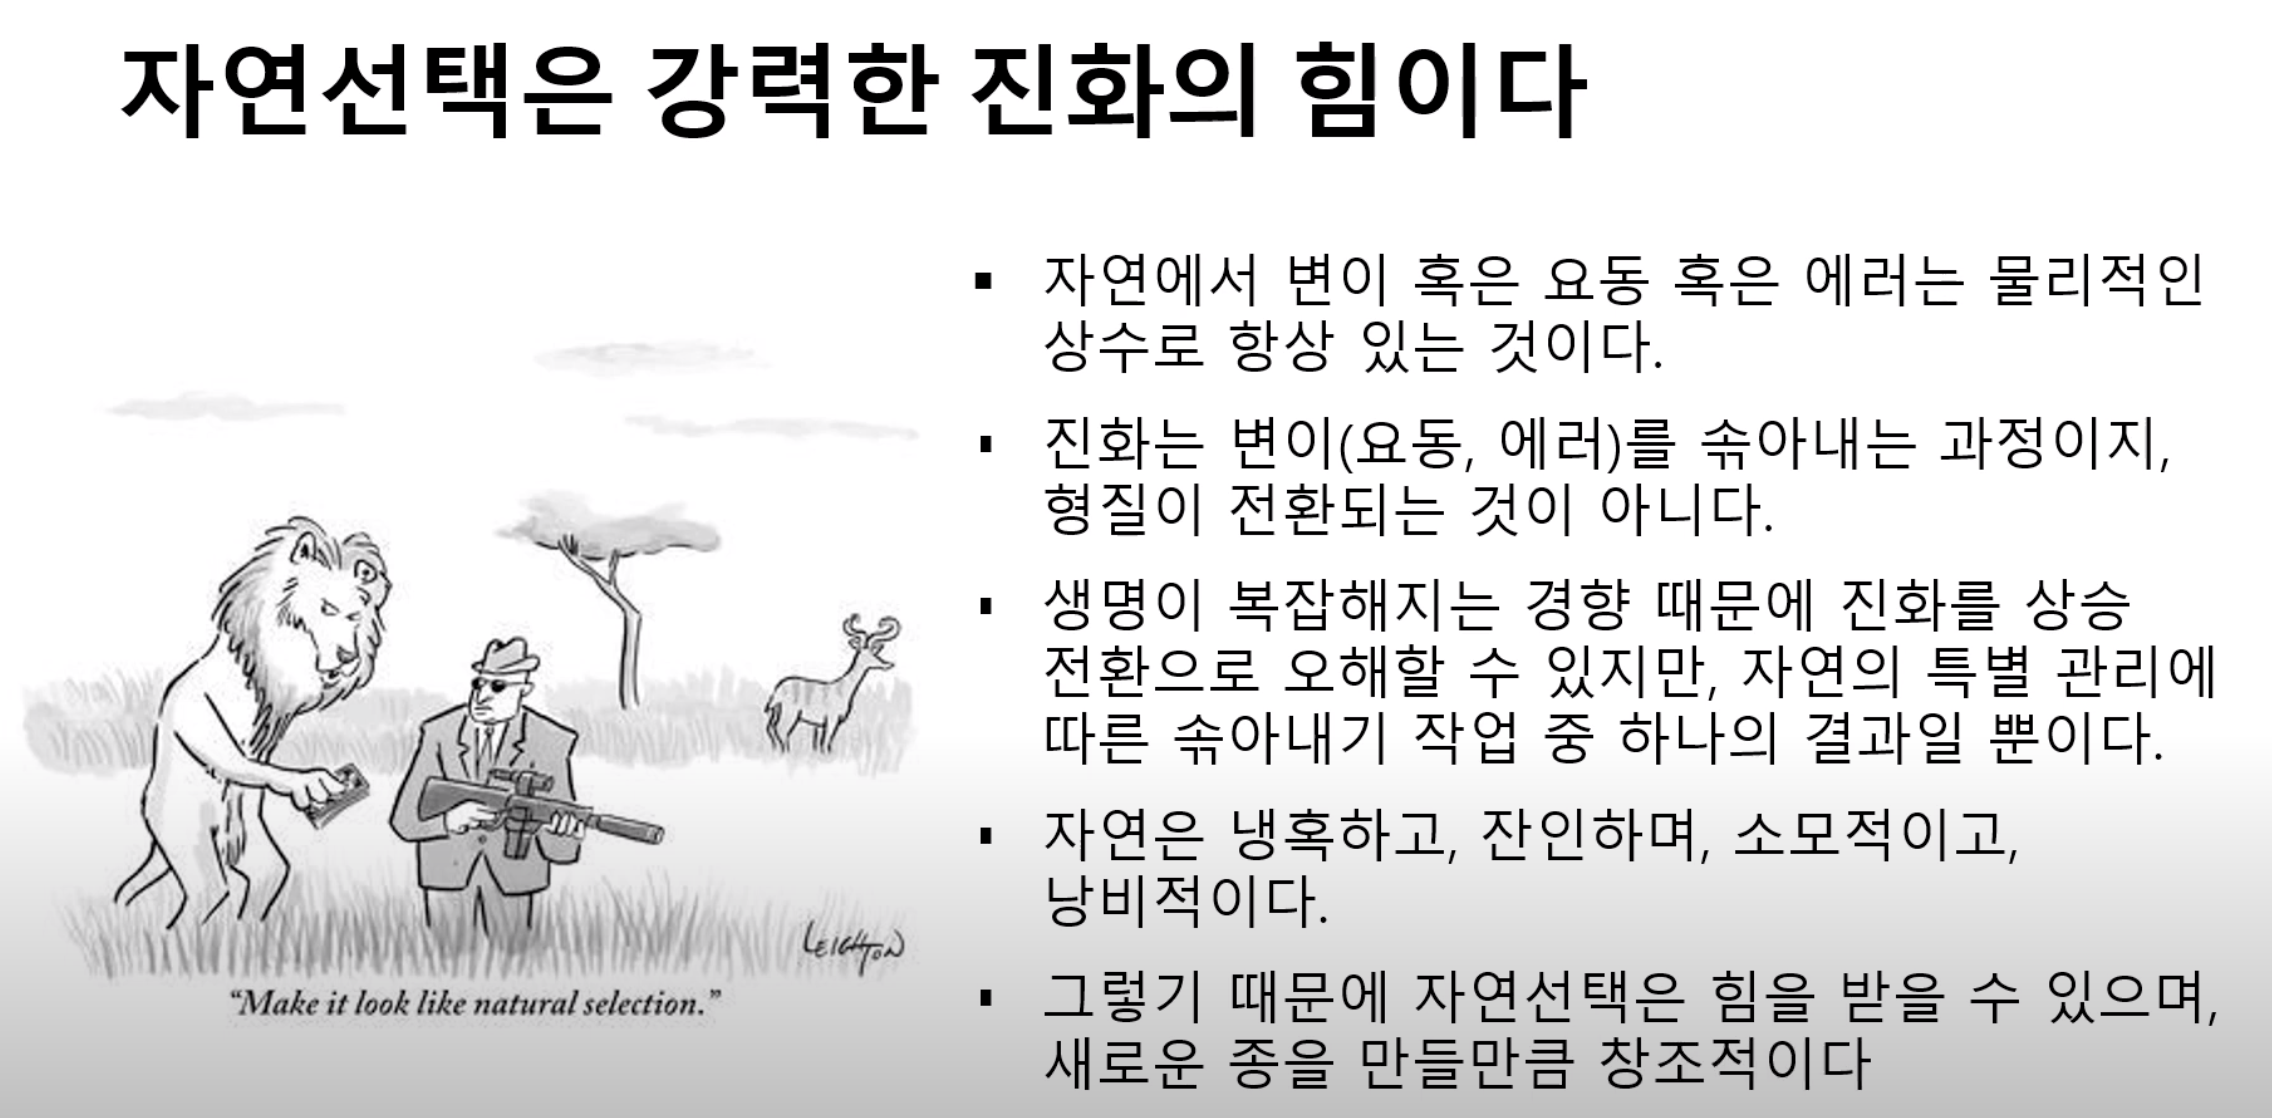 자연선택은 강력한 진화의 힘이다
▪ 자연에서 변이 혹은 요동 혹은 에러는 물리적인
상수로 항상 있는 것이다.
▪ 진화는 변이(요동, 에러)를 솎아내는 과정이지,
형질이 전환되는 것이 아니다.
▪ 생명이 복잡해지는 경향 때문에 진화를 상승
전환으로 오해할 수 있지만, 자연의 특별 관리에
따른 솎아내기 작업 중 하나의 결과일 뿐이다.
▪ 자연은 냉혹하고, 잔인하며, 소모적이고,
낭비적이다.
▪ 그렇기 때문에 자연선택은 힘을 받을 수 있으며,
새로운 종을 만들만큼 창조적이다
LEIGHTON
“Make it look like natural selection.”